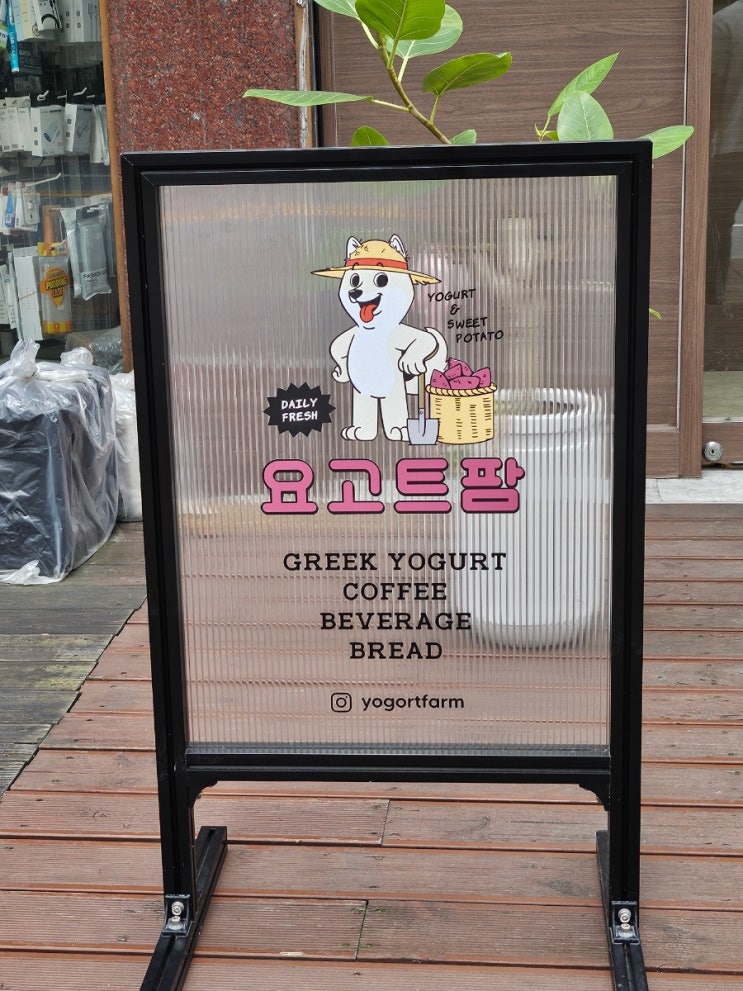 YOGURT
&
SWEET
POTATO
DAILY
FRESH
요고트팜
GREEK YOGURT
COFFEE
BEVERAGE
BREAD
yogortfarm